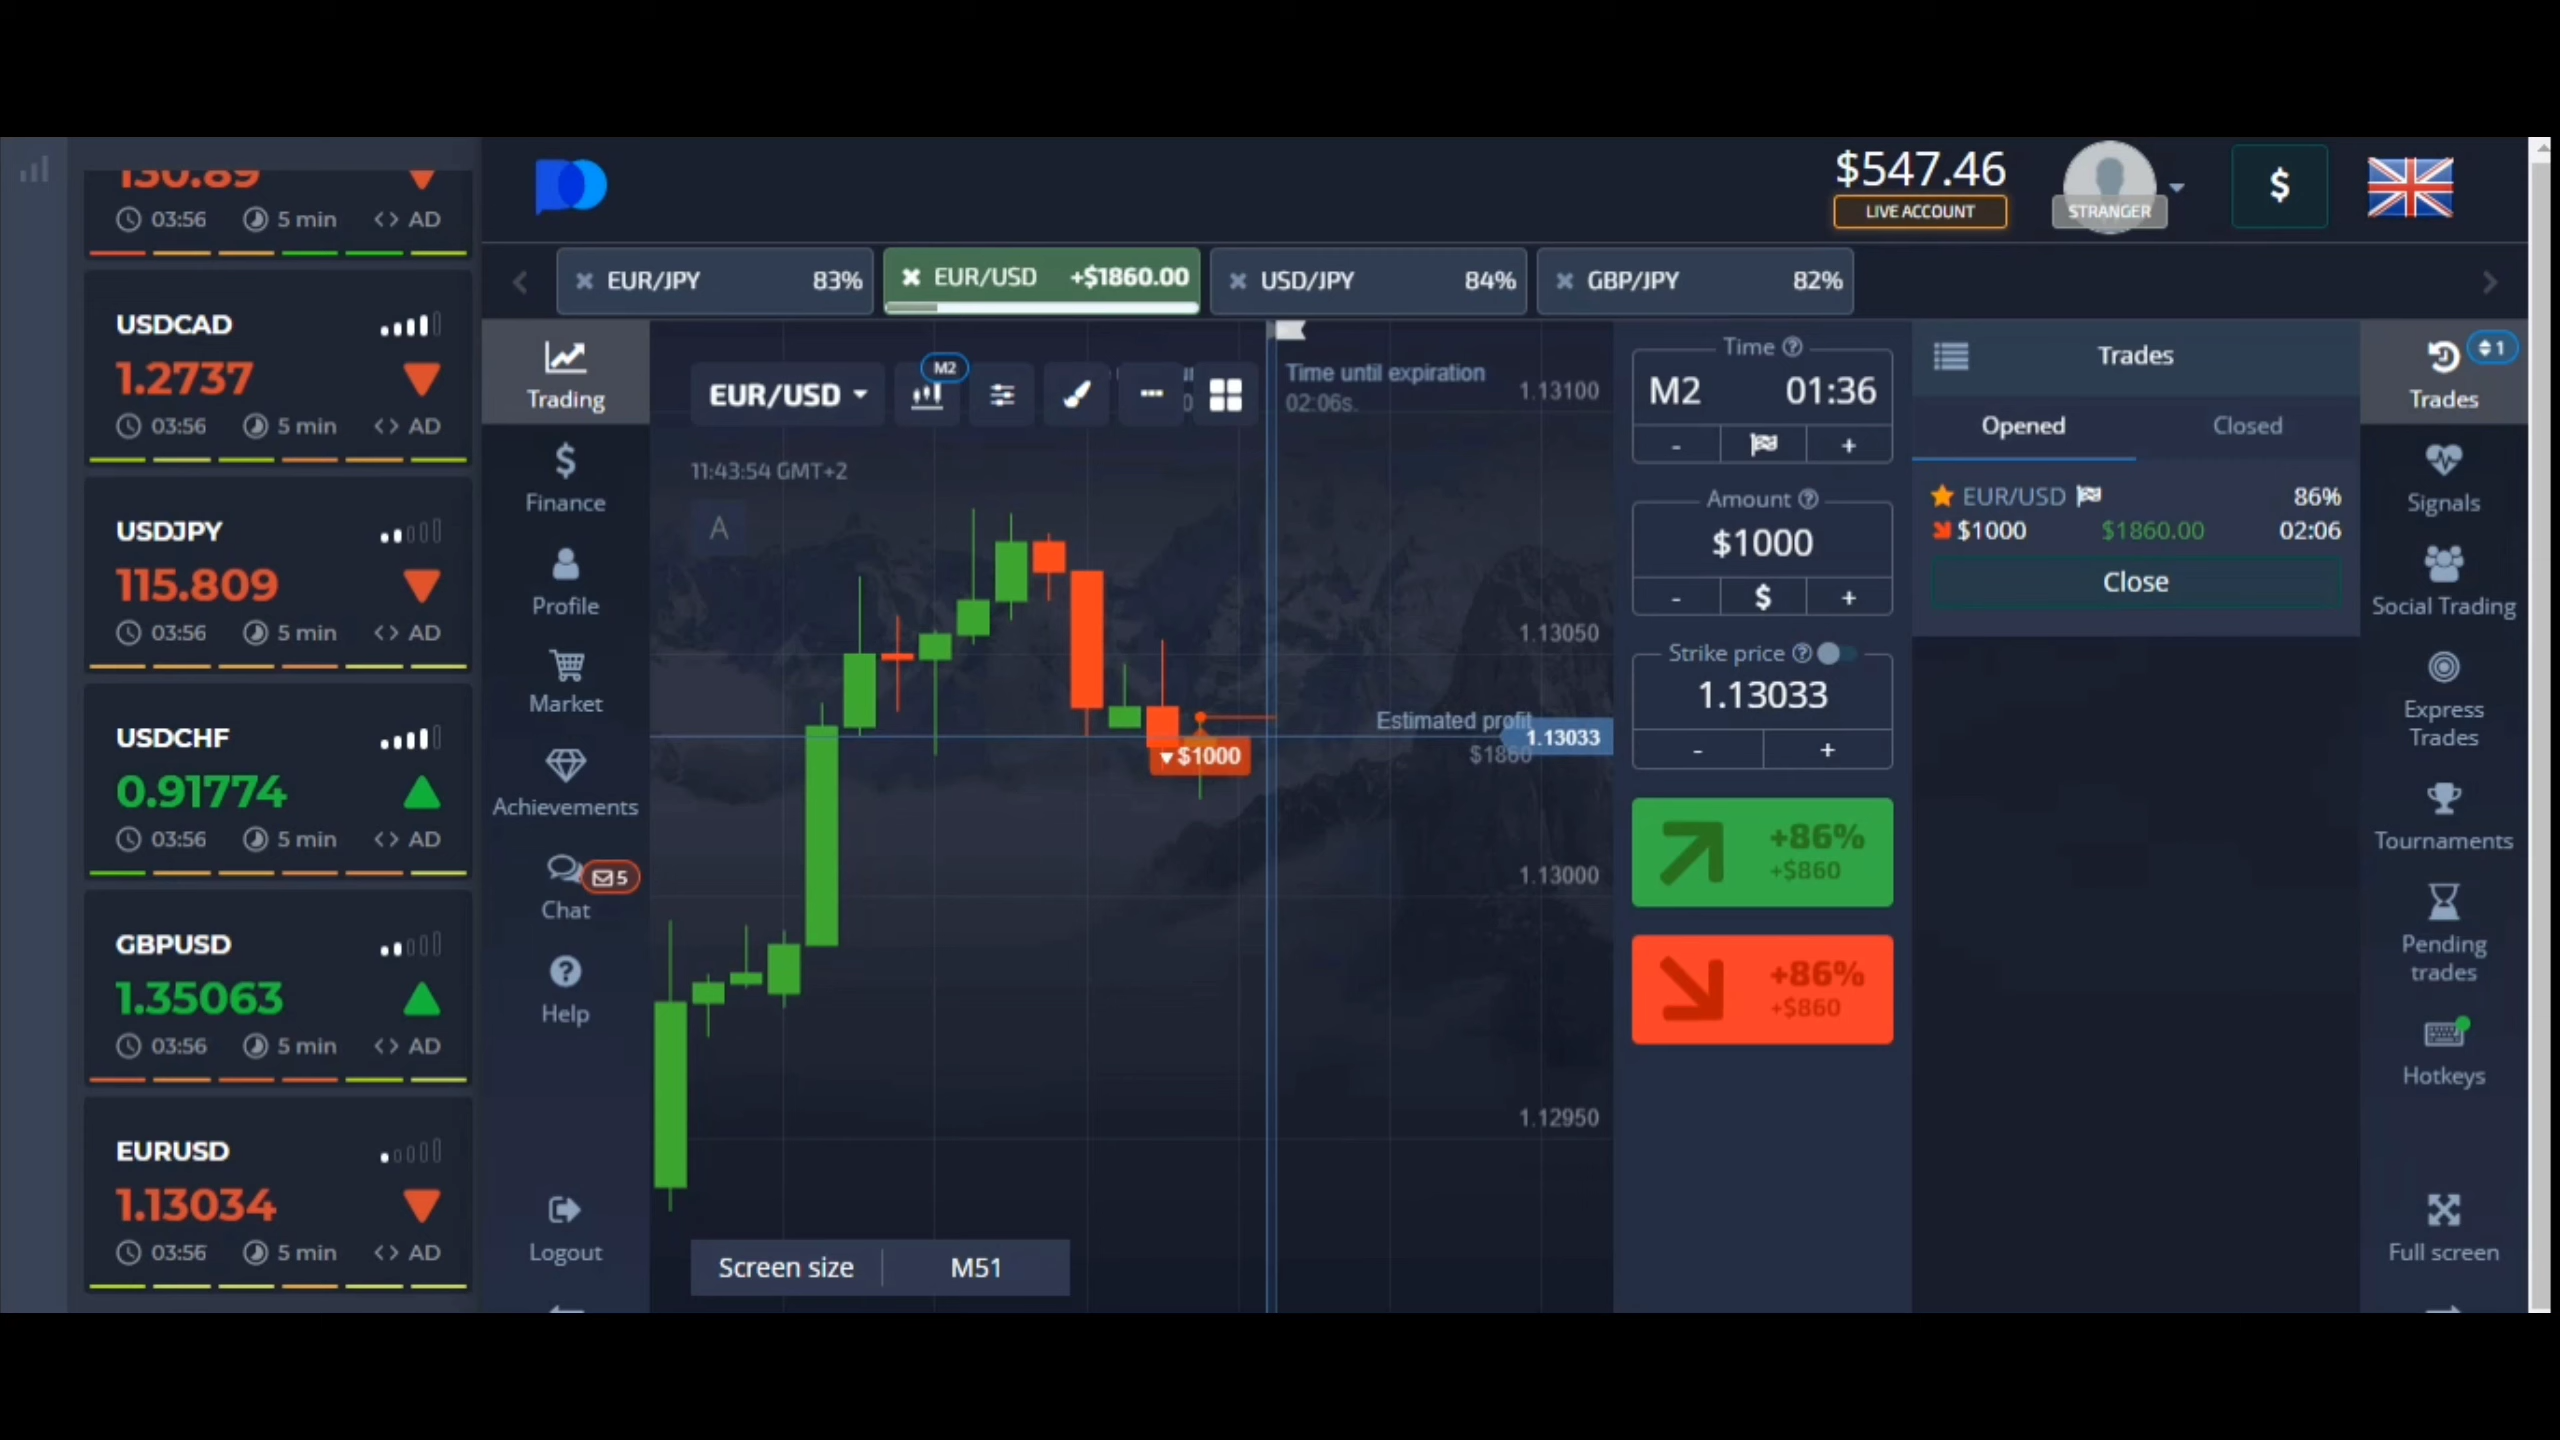 130.89
03:56 5 min <> AD
USDCAD
1.2737
03:56 5 min <> AD
USDJPY
115.809
03:56 5 min <> AD
USDCHF
0.91774
03:56 5 min <> AD
GBPUSD
1.35063
03:56 5 min <> AD
EURUSD
1.13034
03:56 5 min <> AD
$547.46
LIVE ACCOUNT
STRANGER
$
EUR/JPY 83%
EUR/USD +$1860.00
USD/JPY 84%
GBP/JPY 82%
Trading
Finance
Profile
Market
Achievements
5
Chat
Help
Logout
EUR/USD
M2
11:43:54 GMT+2
A
Time until expiration
02:06s.
1.13100
1.13050
Estimated profit
$1860
1.13033
$1000
1.13000
1.12950
Screen size M51
Time
M2 01:36
- +
Amount
$1000
- $ +
Strike price
1.13033
- +
+86%
+$860
+86%
+$860
Trades
Opened Closed
EUR/USD 86%
$1000 $1860.00 02:06
Close
1
Trades
Signals
Social Trading
Express
Trades
Tournaments
Pending
trades
Hotkeys
Full screen